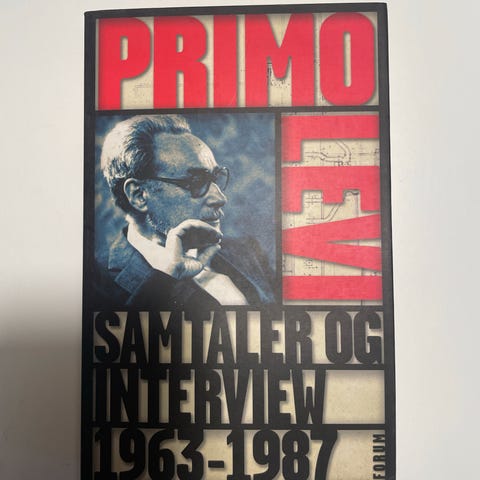 PRIMO
LEVI
SAMTALER OG
INTERVIEW
1963-1987
FORUM